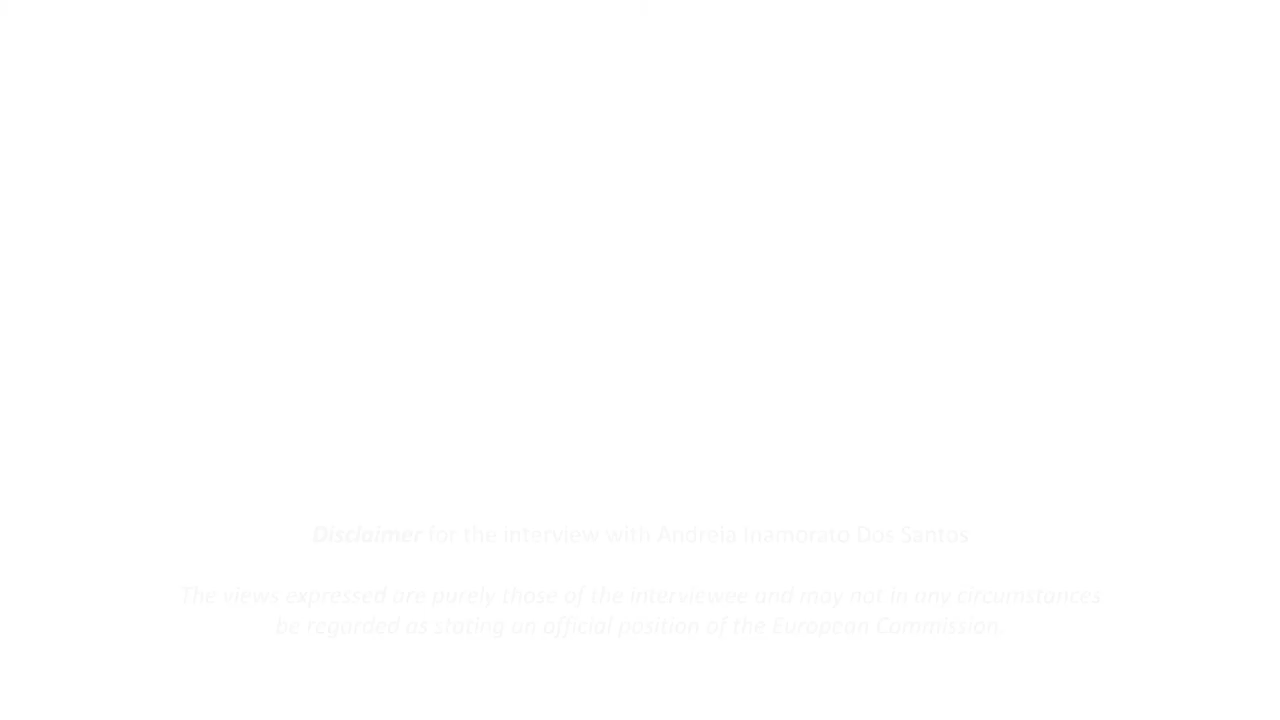 Disclaimer for the interview with Andreia Inamorato Dos Santos
The views expressed are purely those of the interviewee and may not in any circumstances
be regarded as stating an official position of the European Commission.